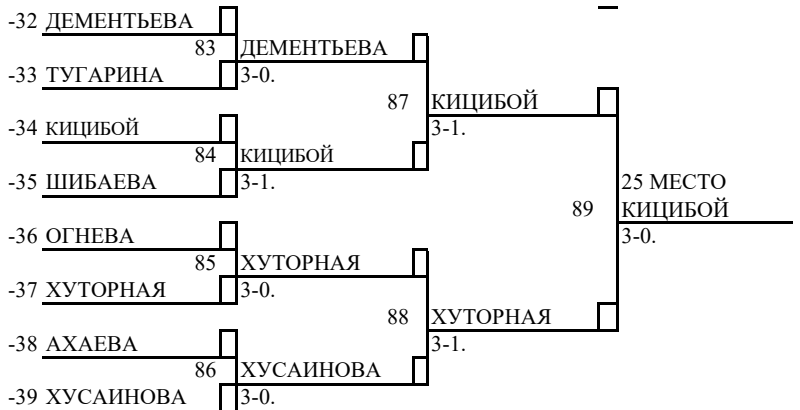 -32 ДЕМЕНТЬЕВА
83 ДЕМЕНТЬЕВА
-33 ТУГАРИНА 3-0.
87 КИЦИБОЙ
-34 КИЦИБОЙ 3-1.
84 КИЦИБОЙ
-35 ШИБАЕВА 3-1. 25 МЕСТО
89 КИЦИБОЙ
-36 ОГНЕВА 3-0.
85 ХУТОРНАЯ
-37 ХУТОРНАЯ 3-0.
88 ХУТОРНАЯ
-38 АХАЕВА 3-1.
86 ХУСАИНОВА
-39 ХУСАИНОВА 3-0.